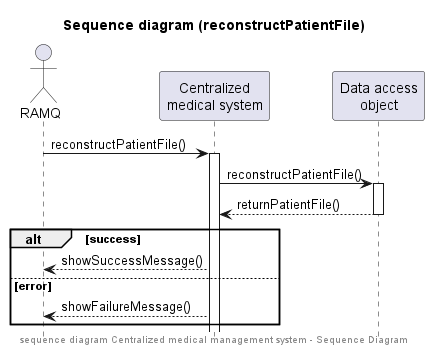 Sequence diagram (reconstructPatientFile)
RAMQ
Centralized
medical system
Data access
object
reconstructPatientFile()
reconstructPatientFile()
returnPatientFile()
alt [success]
showSuccessMessage()
[error]
showFailureMessage()
sequence diagram Centralized medical management system - Sequence Diagram